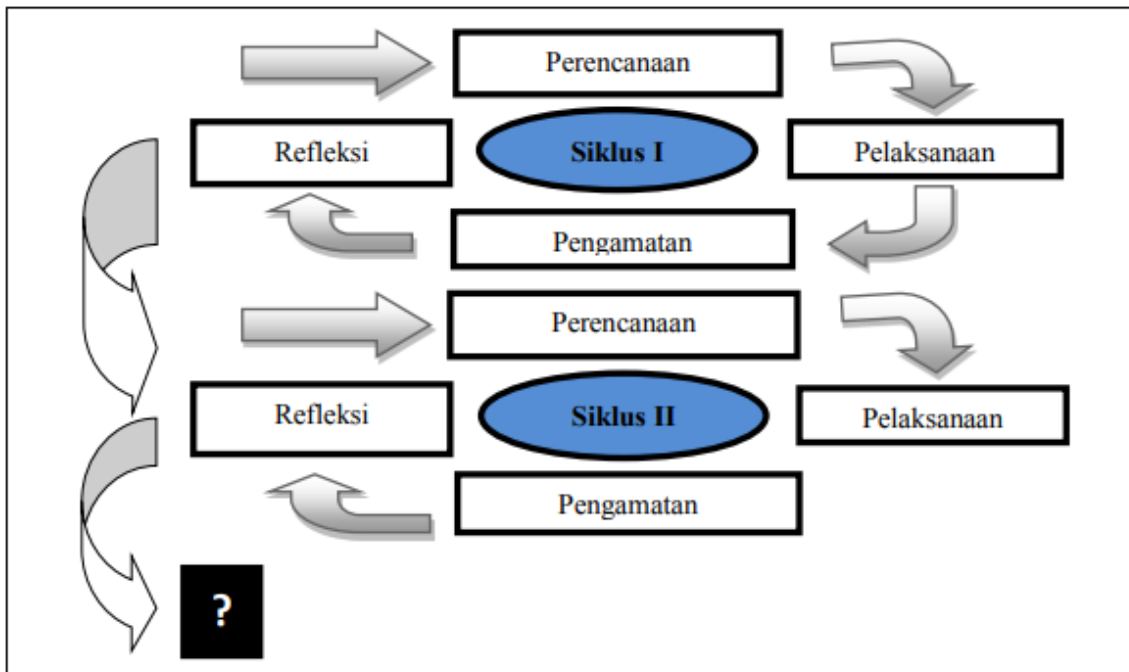 Perencanaan
Refleksi
Siklus I
Pelaksanaan
Pengamatan
Perencanaan
Refleksi
Siklus II
Pelaksanaan
Pengamatan
?